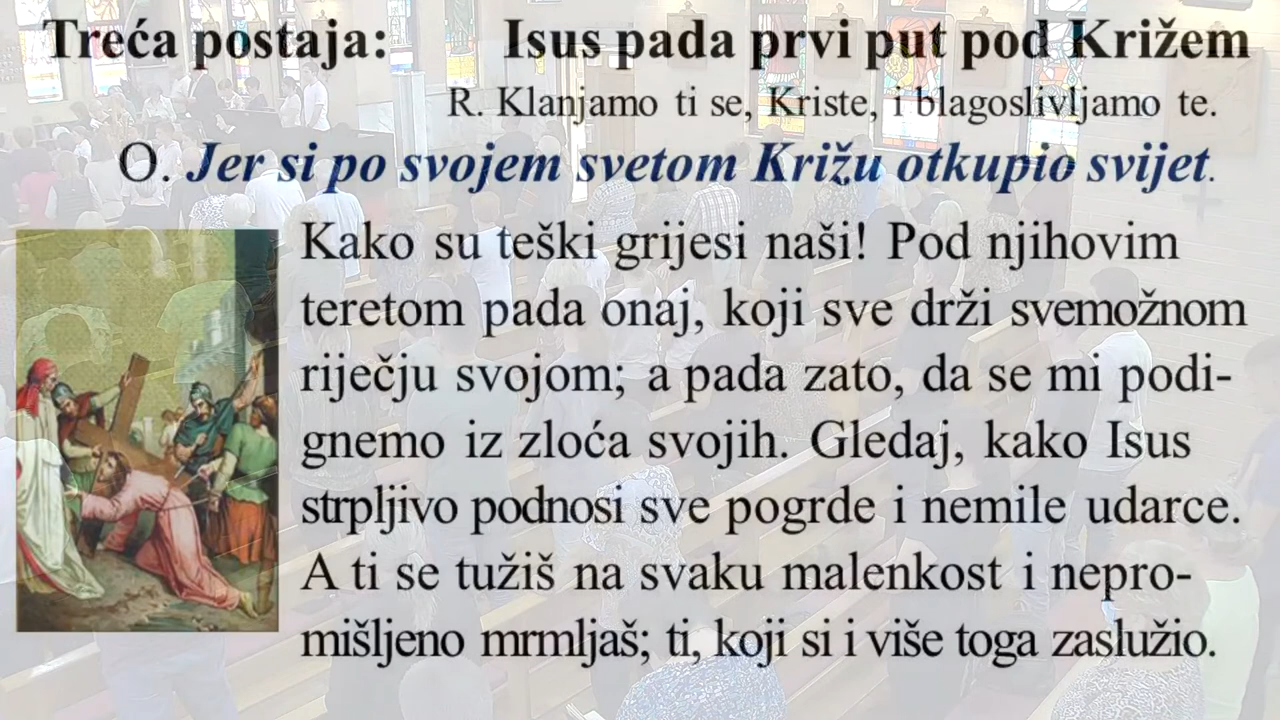 Treća postaja: Isus pada prvi put pod Križem
R. Klanjamo ti se, Kriste, i blagoslivljamo te.
O. Jer si po svojem svetom Križu otkupio svijet.
Kako su teški grijesi naši! Pod njihovim
teretom pada onaj, koji sve drži svemožnom
riječju svojom; a pada zato, da se mi podi-
gnemo iz zloća svojih. Gledaj, kako Isus
strpljivo podnosi sve pogrde i nemile udarce.
A ti se tužiš na svaku malenkost i nepro-
mišljeno mrmljaš; ti, koji si i više toga zaslužio.